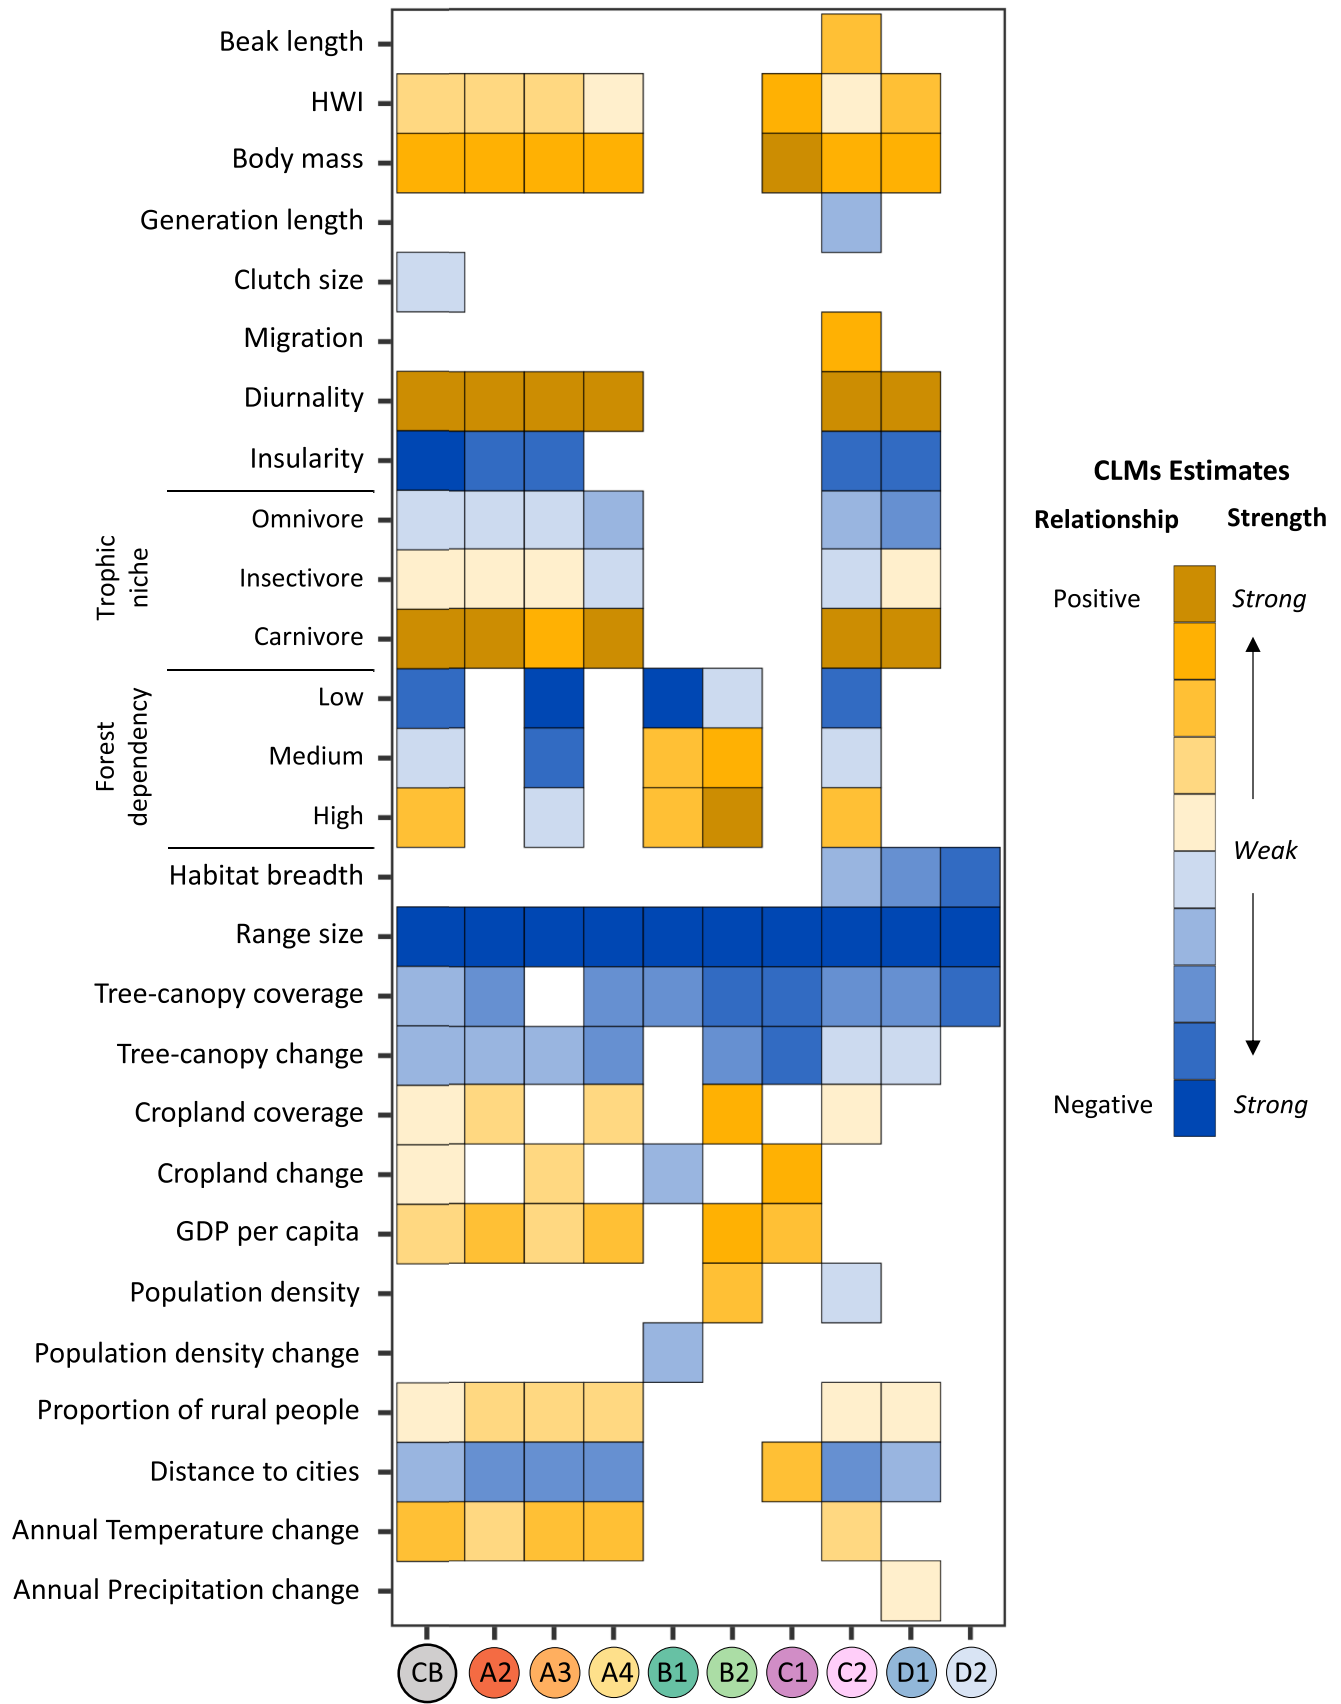 Beak length
HWI
Body mass
Generation length
Clutch size
Migration
Diurnality
Insularity
Trophic
niche
Omnivore
Insectivore
Carnivore
Forest
dependency
Low
Medium
High
Habitat breadth
Range size
Tree-canopy coverage
Tree-canopy change
Cropland coverage
Cropland change
GDP per capita
Population density
Population density change
Proportion of rural people
Distance to cities
Annual Temperature change
Annual Precipitation change
CB A2 A3 A4 B1 B2 C1 C2 D1 D2
CLMs Estimates
Relationship Strength
Positive Strong
Weak
Negative Strong